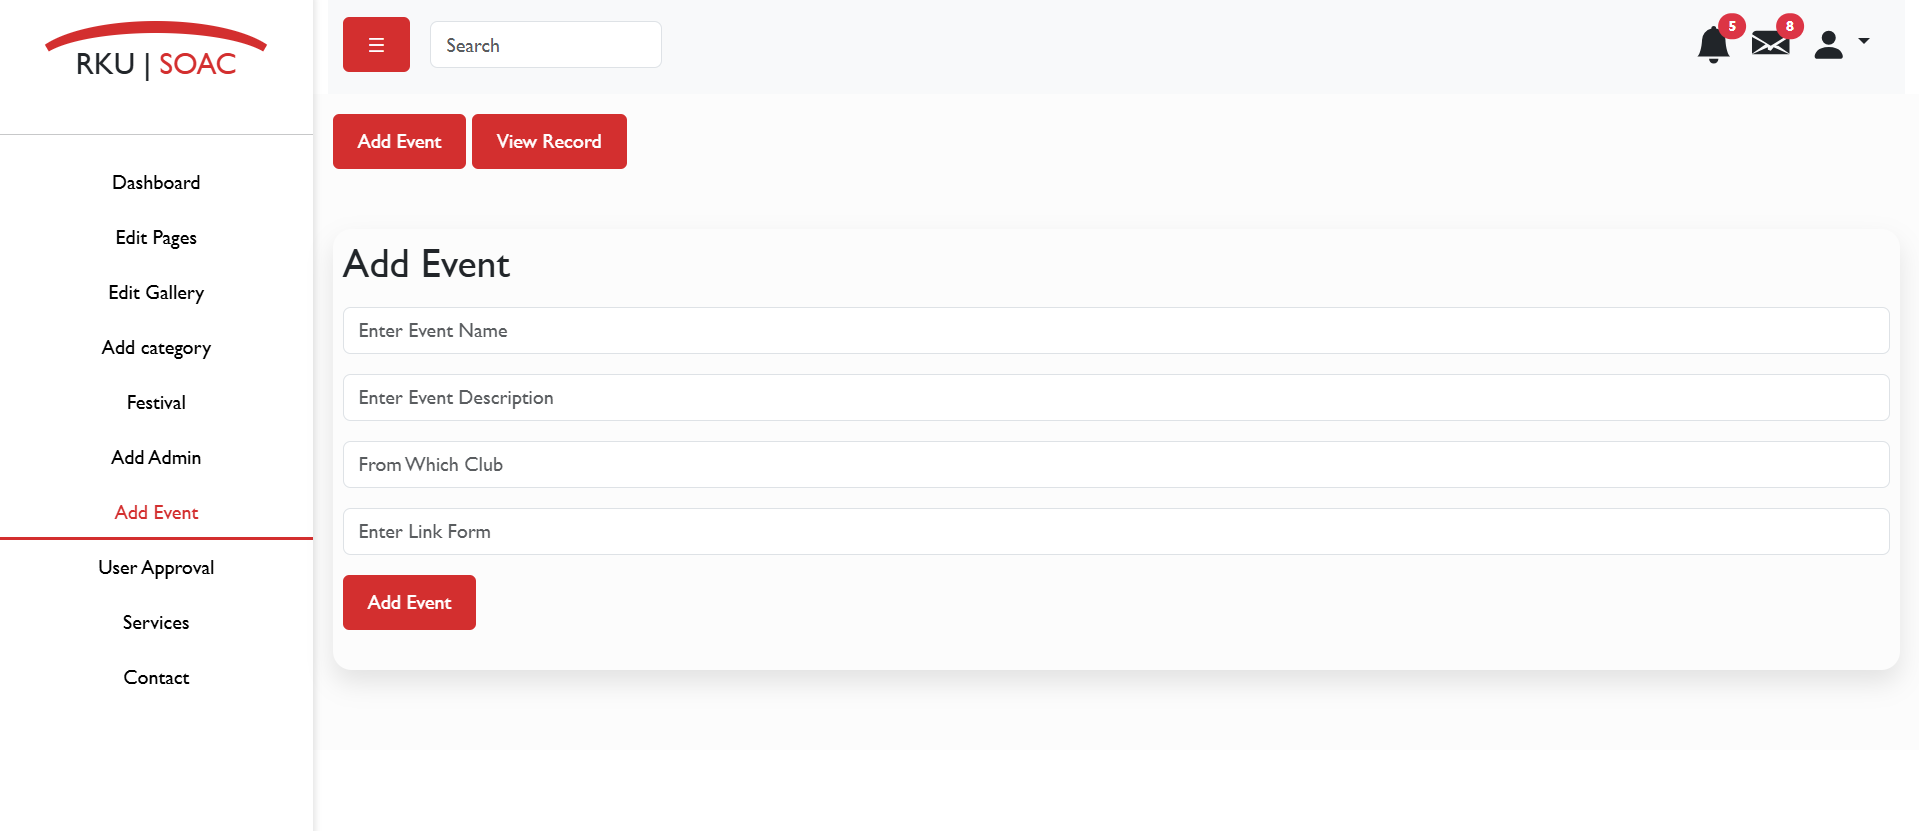 RKU | SOAC
Dashboard
Edit Pages
Edit Gallery
Add category
Festival
Add Admin
Add Event
User Approval
Services
Contact
☰
Search
5
8
Add Event
View Record
Add Event
Enter Event Name
Enter Event Description
From Which Club
Enter Link Form
Add Event